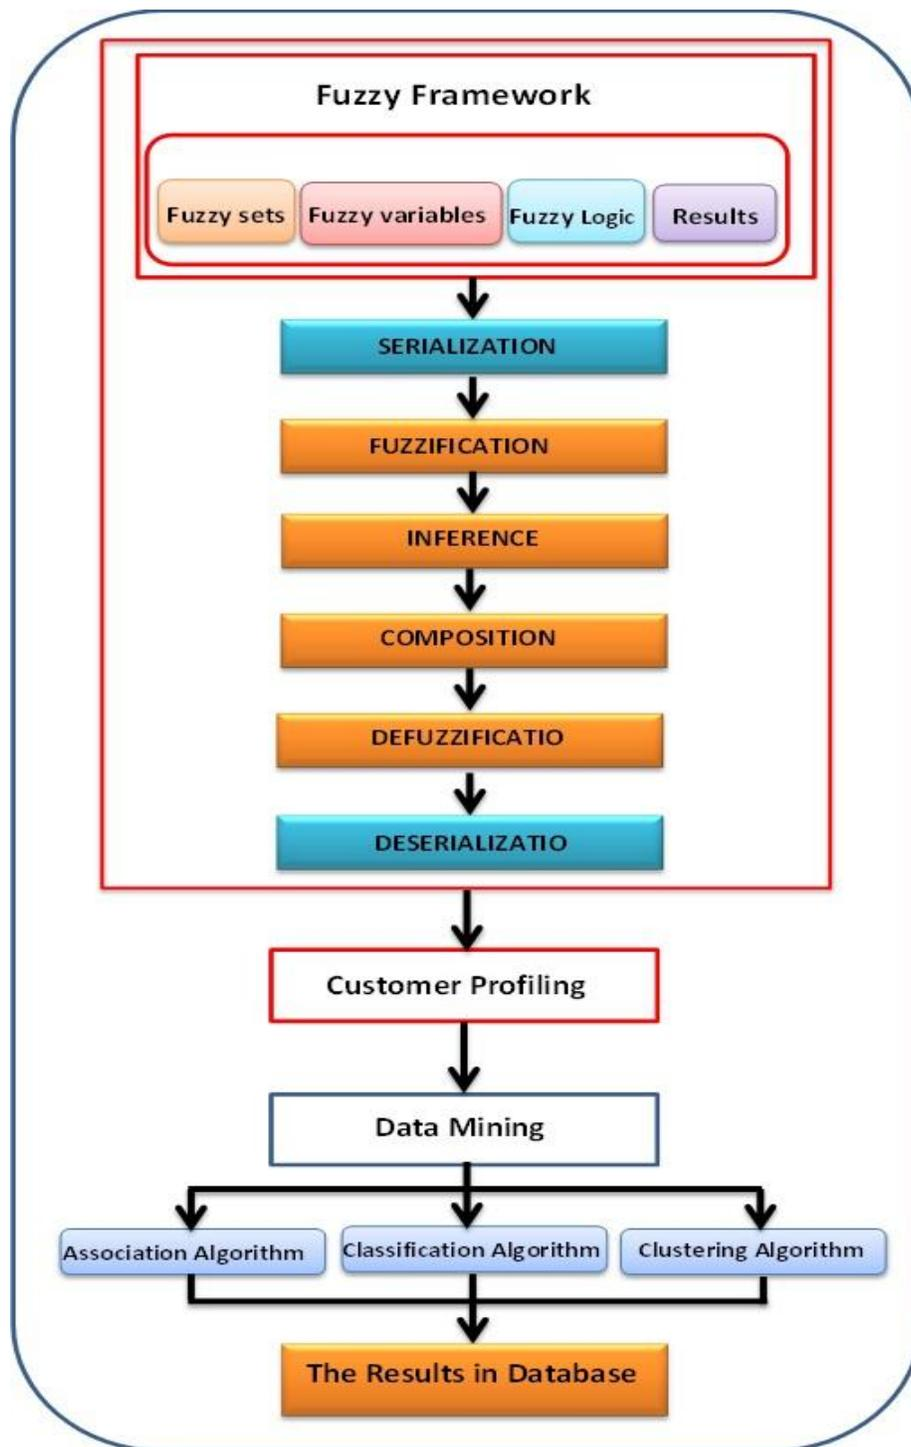 Fuzzy Framework
Fuzzy sets
Fuzzy variables
Fuzzy Logic
Results
SERIALIZATION
FUZZIFICATION
INFERENCE
COMPOSITION
DEFUZZIFICATIO
DESERIALIZATIO
Customer Profiling
Data Mining
Association Algorithm
Classification Algorithm
Clustering Algorithm
The Results in Database